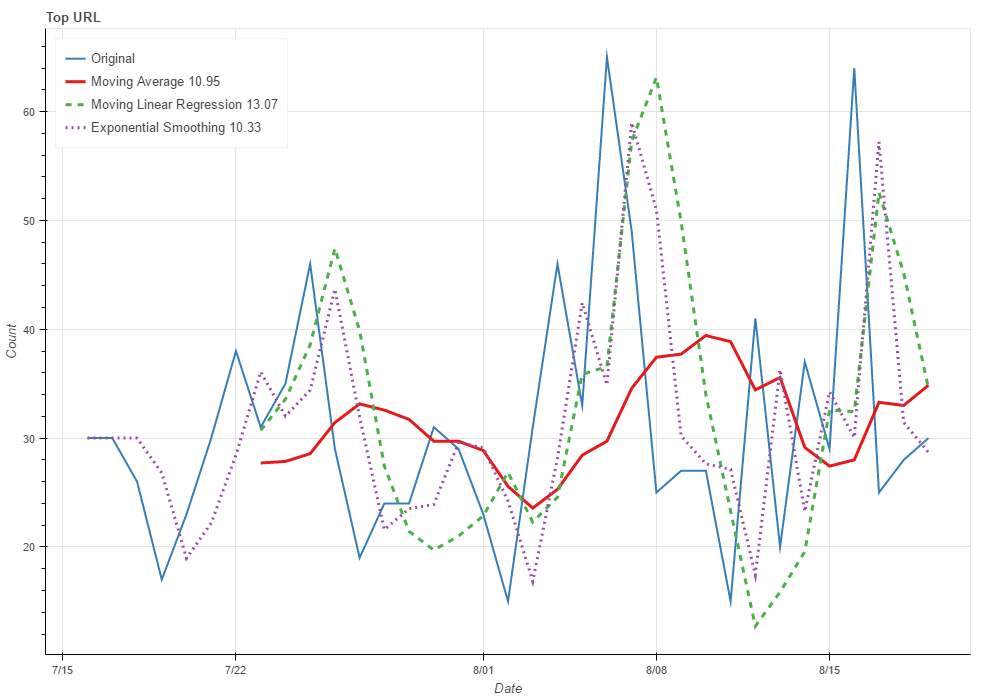 Top URL
Original
Moving Average 10.95
Moving Linear Regression 13.07
Exponential Smoothing 10.33
60
50
40
30
20
Count
7/15 7/22 8/01 8/08 8/15
Date